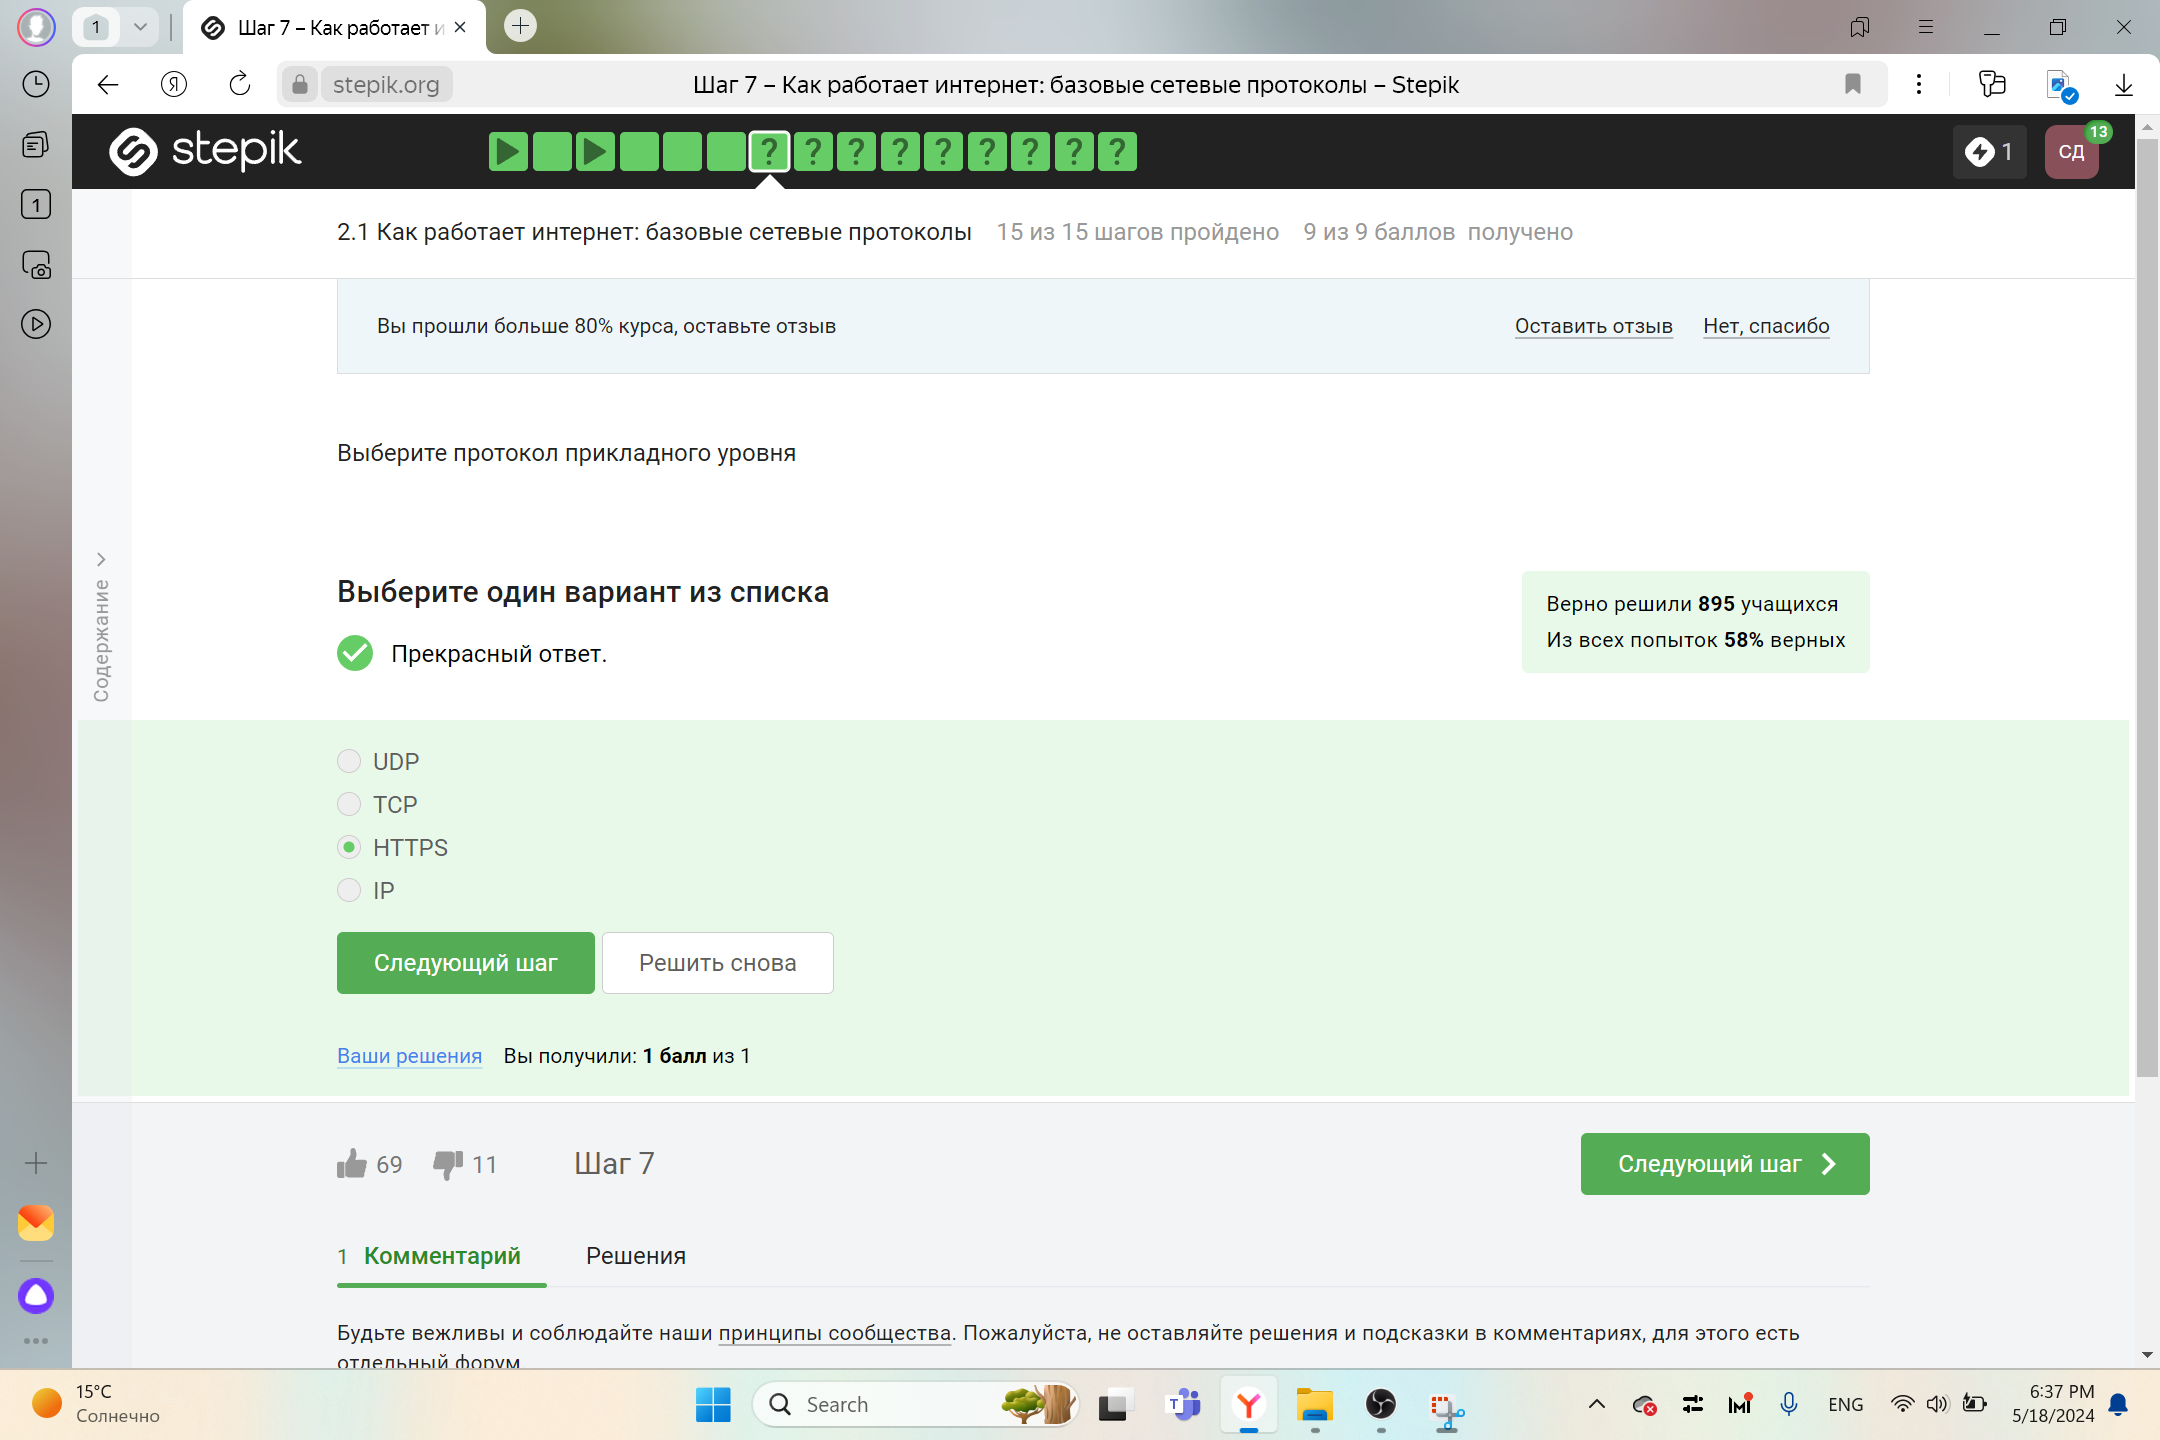 1
Шаг 7 – Как работает и
stepik.org
Шаг 7 – Как работает интернет: базовые сетевые протоколы – Stepik
1
stepik
? ? ? ? ? ? ? ? ?
1
СД
13
2.1 Как работает интернет: базовые сетевые протоколы 15 из 15 шагов пройдено 9 из 9 баллов получено
Вы прошли больше 80% курса, оставьте отзыв
Оставить отзыв
Нет, спасибо
Выберите протокол прикладного уровня
Содержание
Выберите один вариант из списка
Прекрасный ответ.
Верно решили 895 учащихся
Из всех попыток 58% верных
UDP
TCP
HTTPS
IP
Следующий шаг
Решить снова
Ваши решения Вы получили: 1 балл из 1
69
11
Шаг 7
Следующий шаг
1 Комментарий
Решения
Будьте вежливы и соблюдайте наши принципы сообщества. Пожалуйста, не оставляйте решения и подсказки в комментариях, для этого есть
отдельный форум
15°C
Солнечно
Search
ENG
6:37 PM
5/18/2024